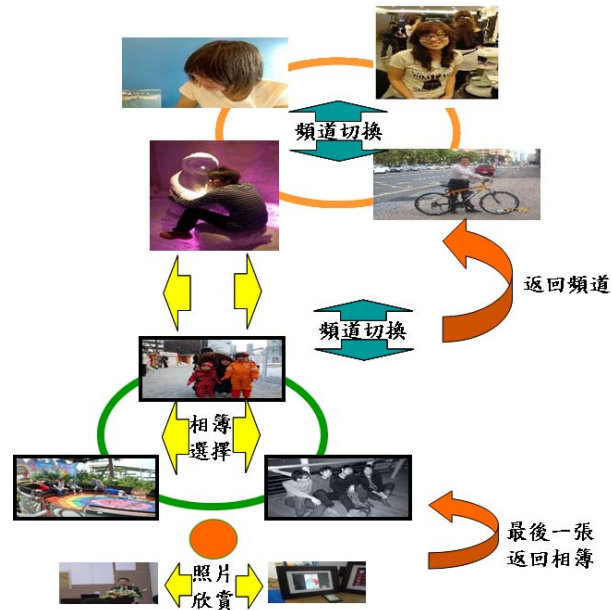 頻道切換
返回頻道
頻道切換
相簿
選擇
最後一張
返回相簿
照片
欣賞